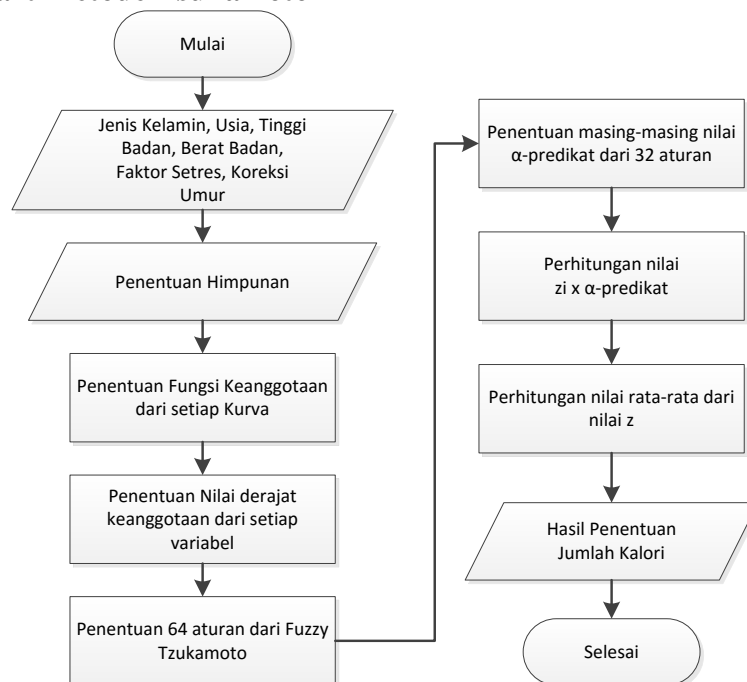 Mulai
Jenis Kelamin, Usia, Tinggi
Badan, Berat Badan,
Faktor Setres, Koreksi
Umur
Penentuan Himpunan
Penentuan Fungsi Keanggotaan
dari setiap Kurva
Penentuan Nilai derajat
keanggotaan dari setiap
variabel
Penentuan 64 aturan dari Fuzzy
Tzukamoto
Penentuan masing-masing nilai
α-predikat dari 32 aturan
Perhitungan nilai
zi x α-predikat
Perhitungan nilai rata-rata dari
nilai z
Hasil Penentuan
Jumlah Kalori
Selesai